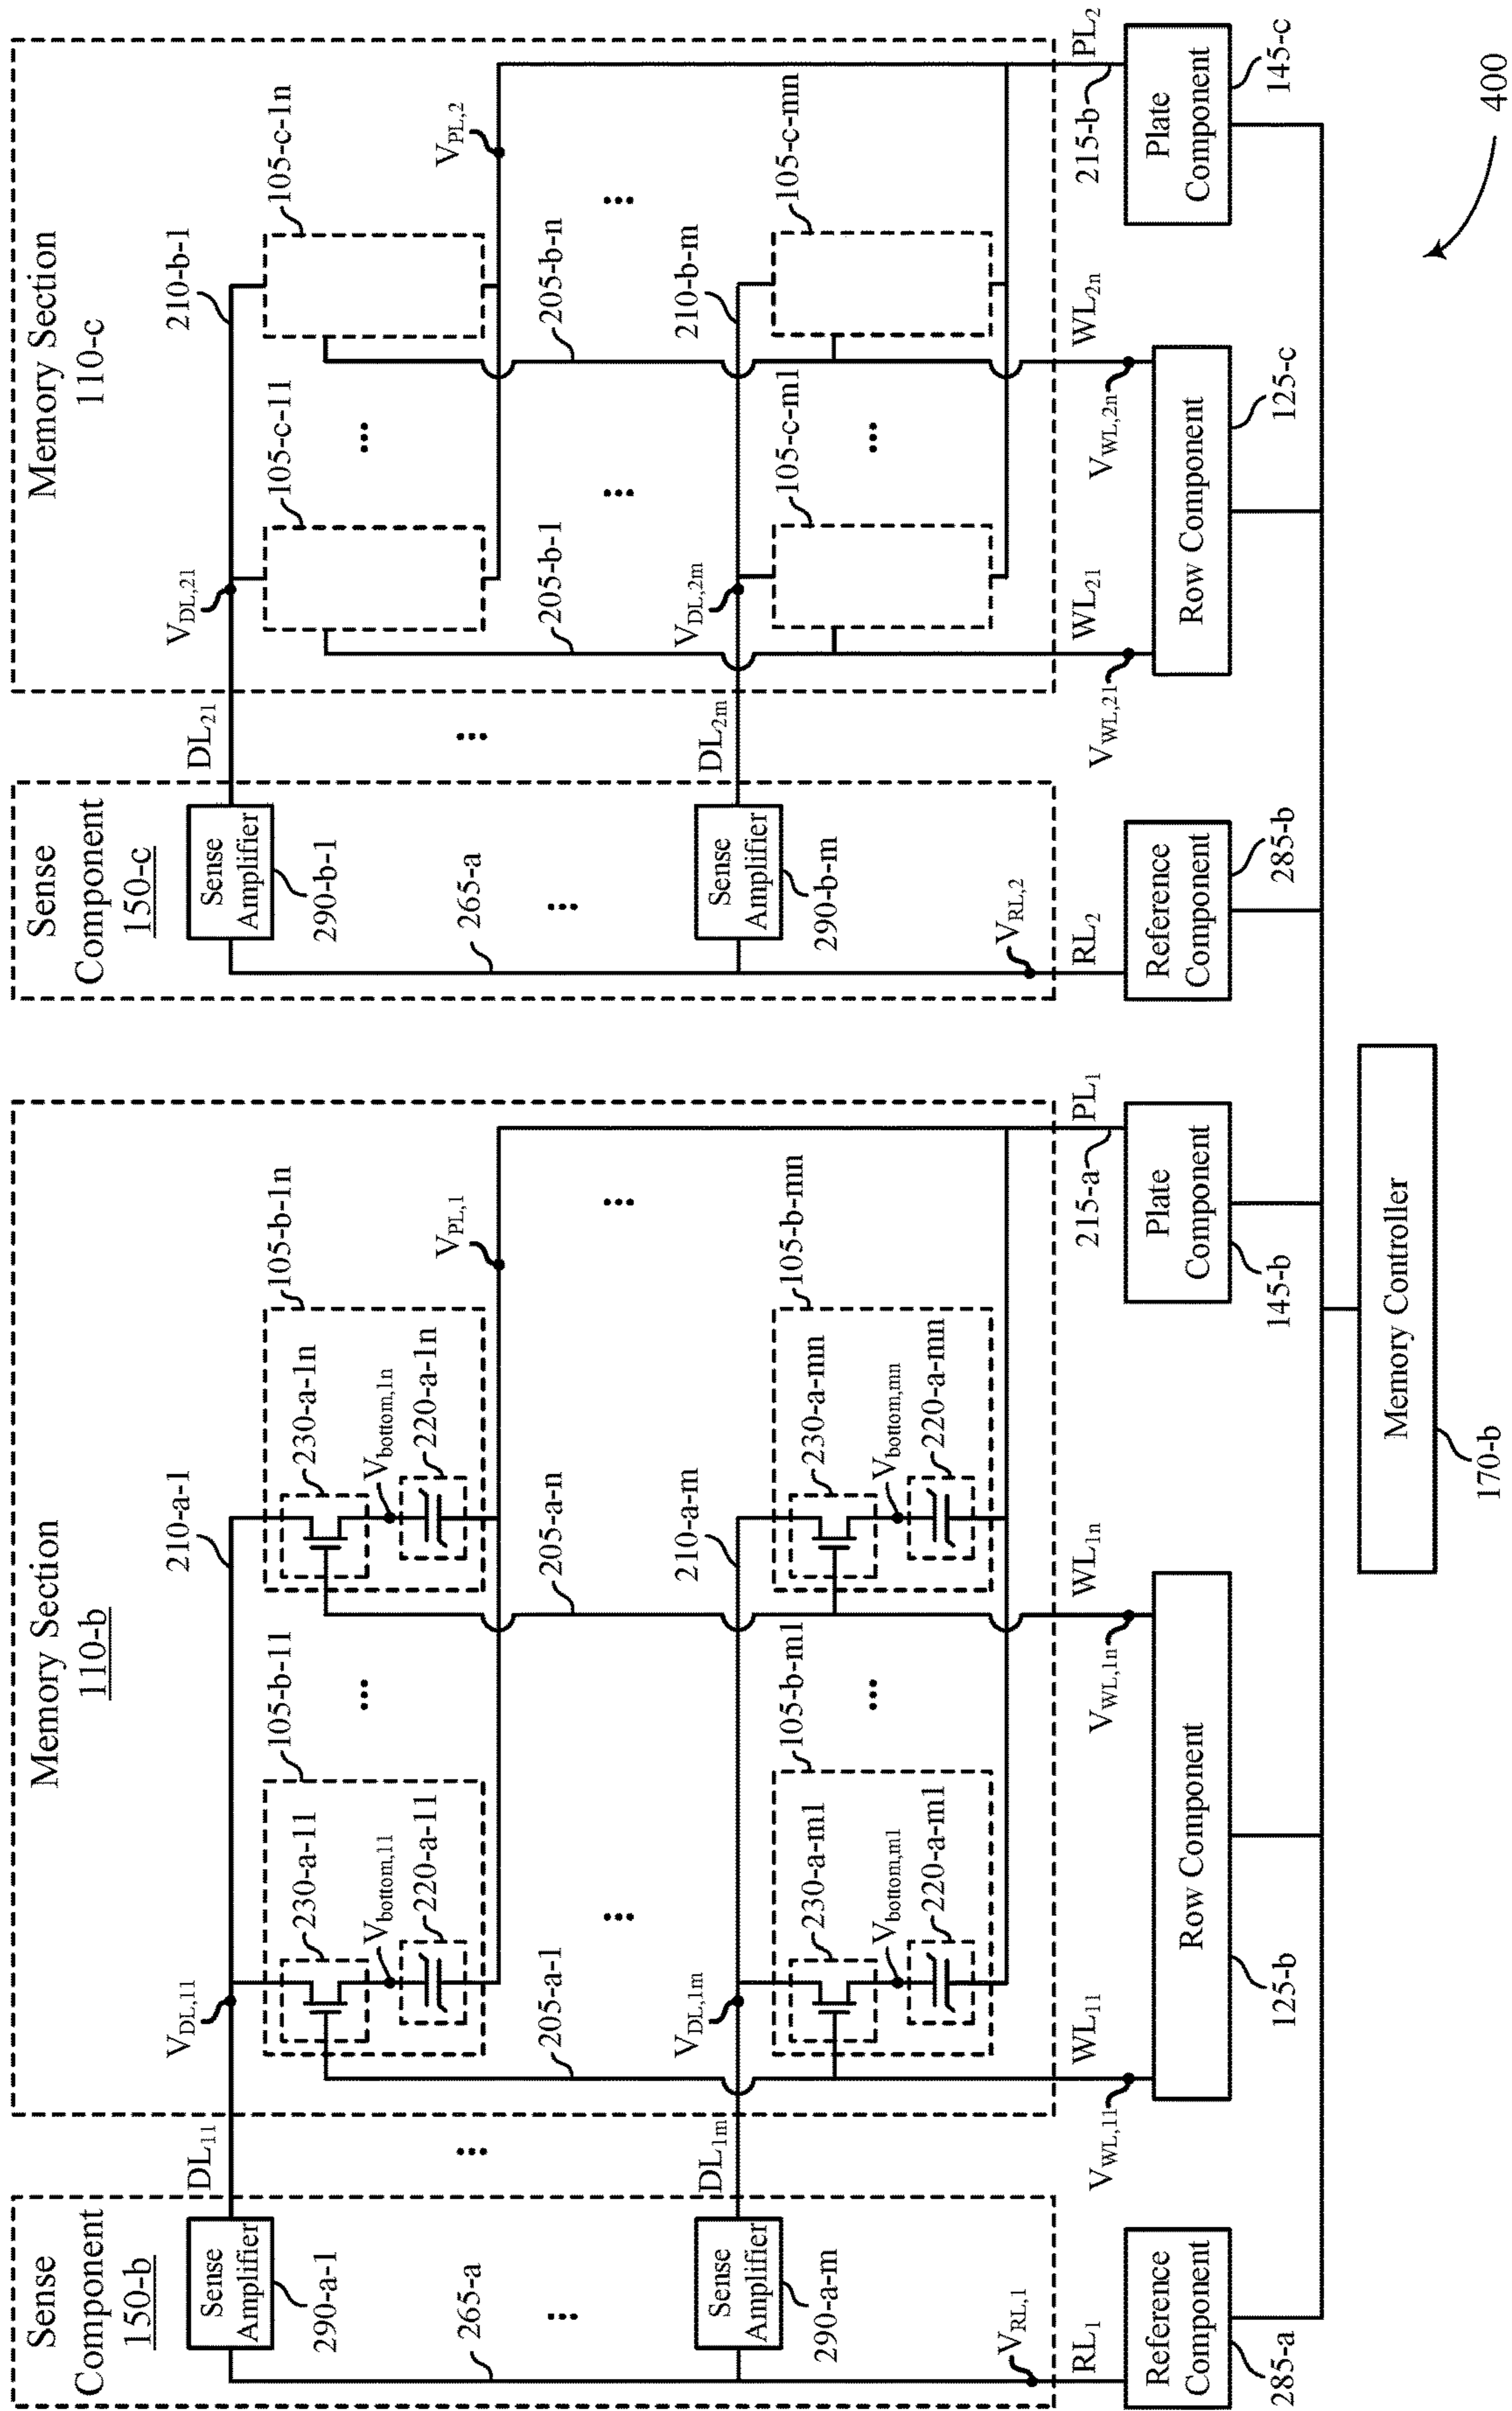 Sense
Component
150-b
Sense
Amplifier
290-a-1
265-a
Sense
Amplifier
290-a-m
V_RL,1
RL_1
Reference
Component
285-a
DL_11
DL_1m
Memory Section
110-b
V_DL,11
210-a-1
105-b-11
230-a-11
V_bottom,11
220-a-11
105-b-1n
230-a-1n
V_bottom,1n
220-a-1n
V_PL,1
205-a-1
205-a-n
V_DL,1m
210-a-m
105-b-m1
230-a-m1
V_bottom,m1
220-a-m1
105-b-mn
230-a-mn
V_bottom,mn
220-a-mn
WL_11
V_WL,11
WL_1n
V_WL,1n
PL_1
215-a
Row Component
125-b
Plate
Component
145-b
Sense
Component
150-c
Sense
Amplifier
290-b-1
265-a
Sense
Amplifier
290-b-m
V_RL,2
RL_2
Reference
Component
285-b
DL_21
DL_2m
Memory Section
110-c
V_DL,21
210-b-1
105-c-11
105-c-1n
V_PL,2
205-b-1
205-b-n
V_DL,2m
210-b-m
105-c-m1
105-c-mn
WL_21
V_WL,21
WL_2n
V_WL,2n
PL_2
215-b
Row Component
125-c
Plate
Component
145-c
Memory Controller
170-b
400